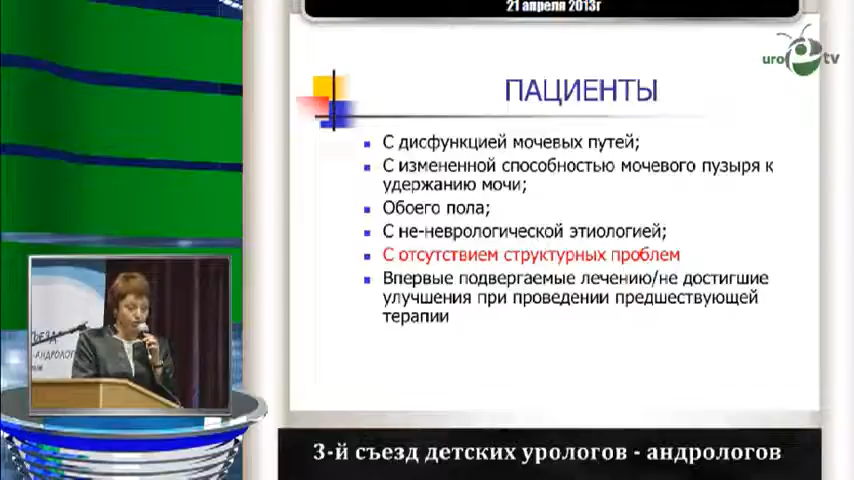 21 апреля 2013г
uro tv
ПАЦИЕНТЫ
С дисфункцией мочевых путей;
С измененной способностью мочевого пузыря к
удержанию мочи;
Обоего пола;
С не-неврологической этиологией;
С отсутствием структурных проблем
Впервые подвергаемые лечению/не достигшие
улучшения при проведении предшествующей
терапии
ЪЕЗД
-АНДРОЛОГ
3-й съезд детских урологов - андрологов